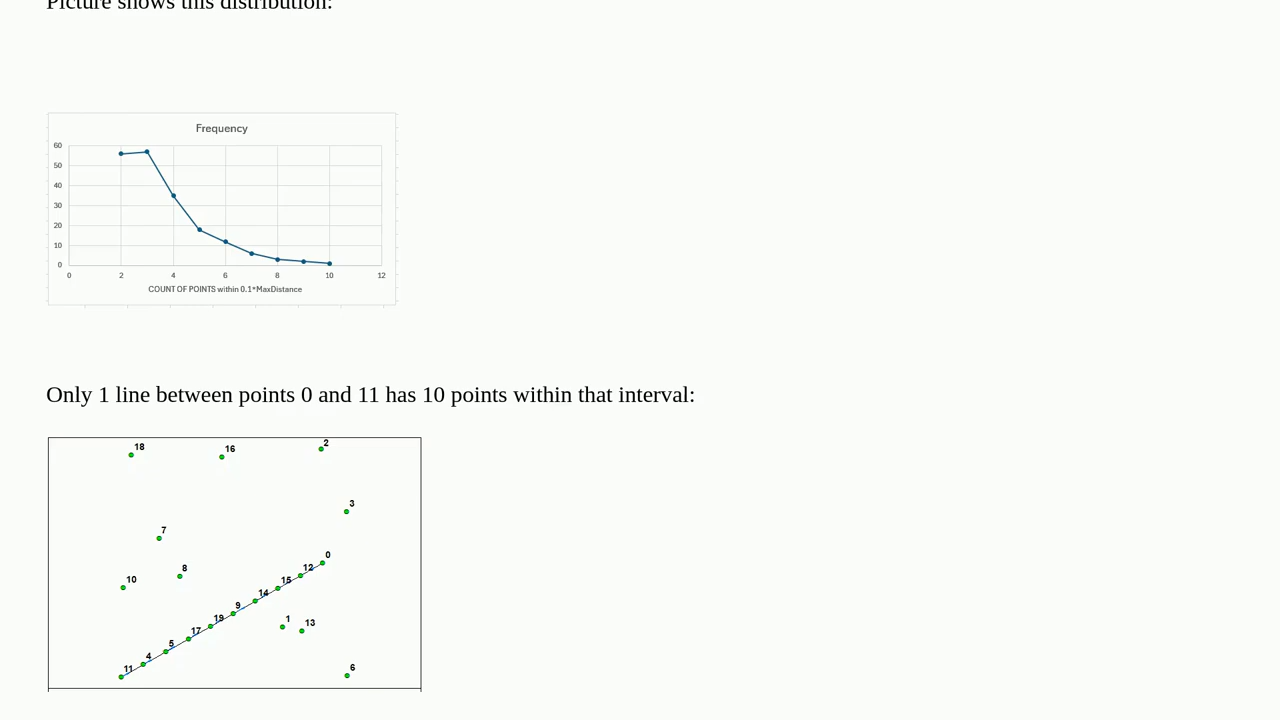 Picture shows this distribution:
Frequency
60
50
40
30
20
10
0
0 2 4 6 8 10 12
COUNT OF POINTS within 0.1*MaxDistance
Only 1 line between points 0 and 11 has 10 points within that interval:
18 16 2
3
7
0
10 8 12
15
14
9
19 1 13
17
5
4
11 6